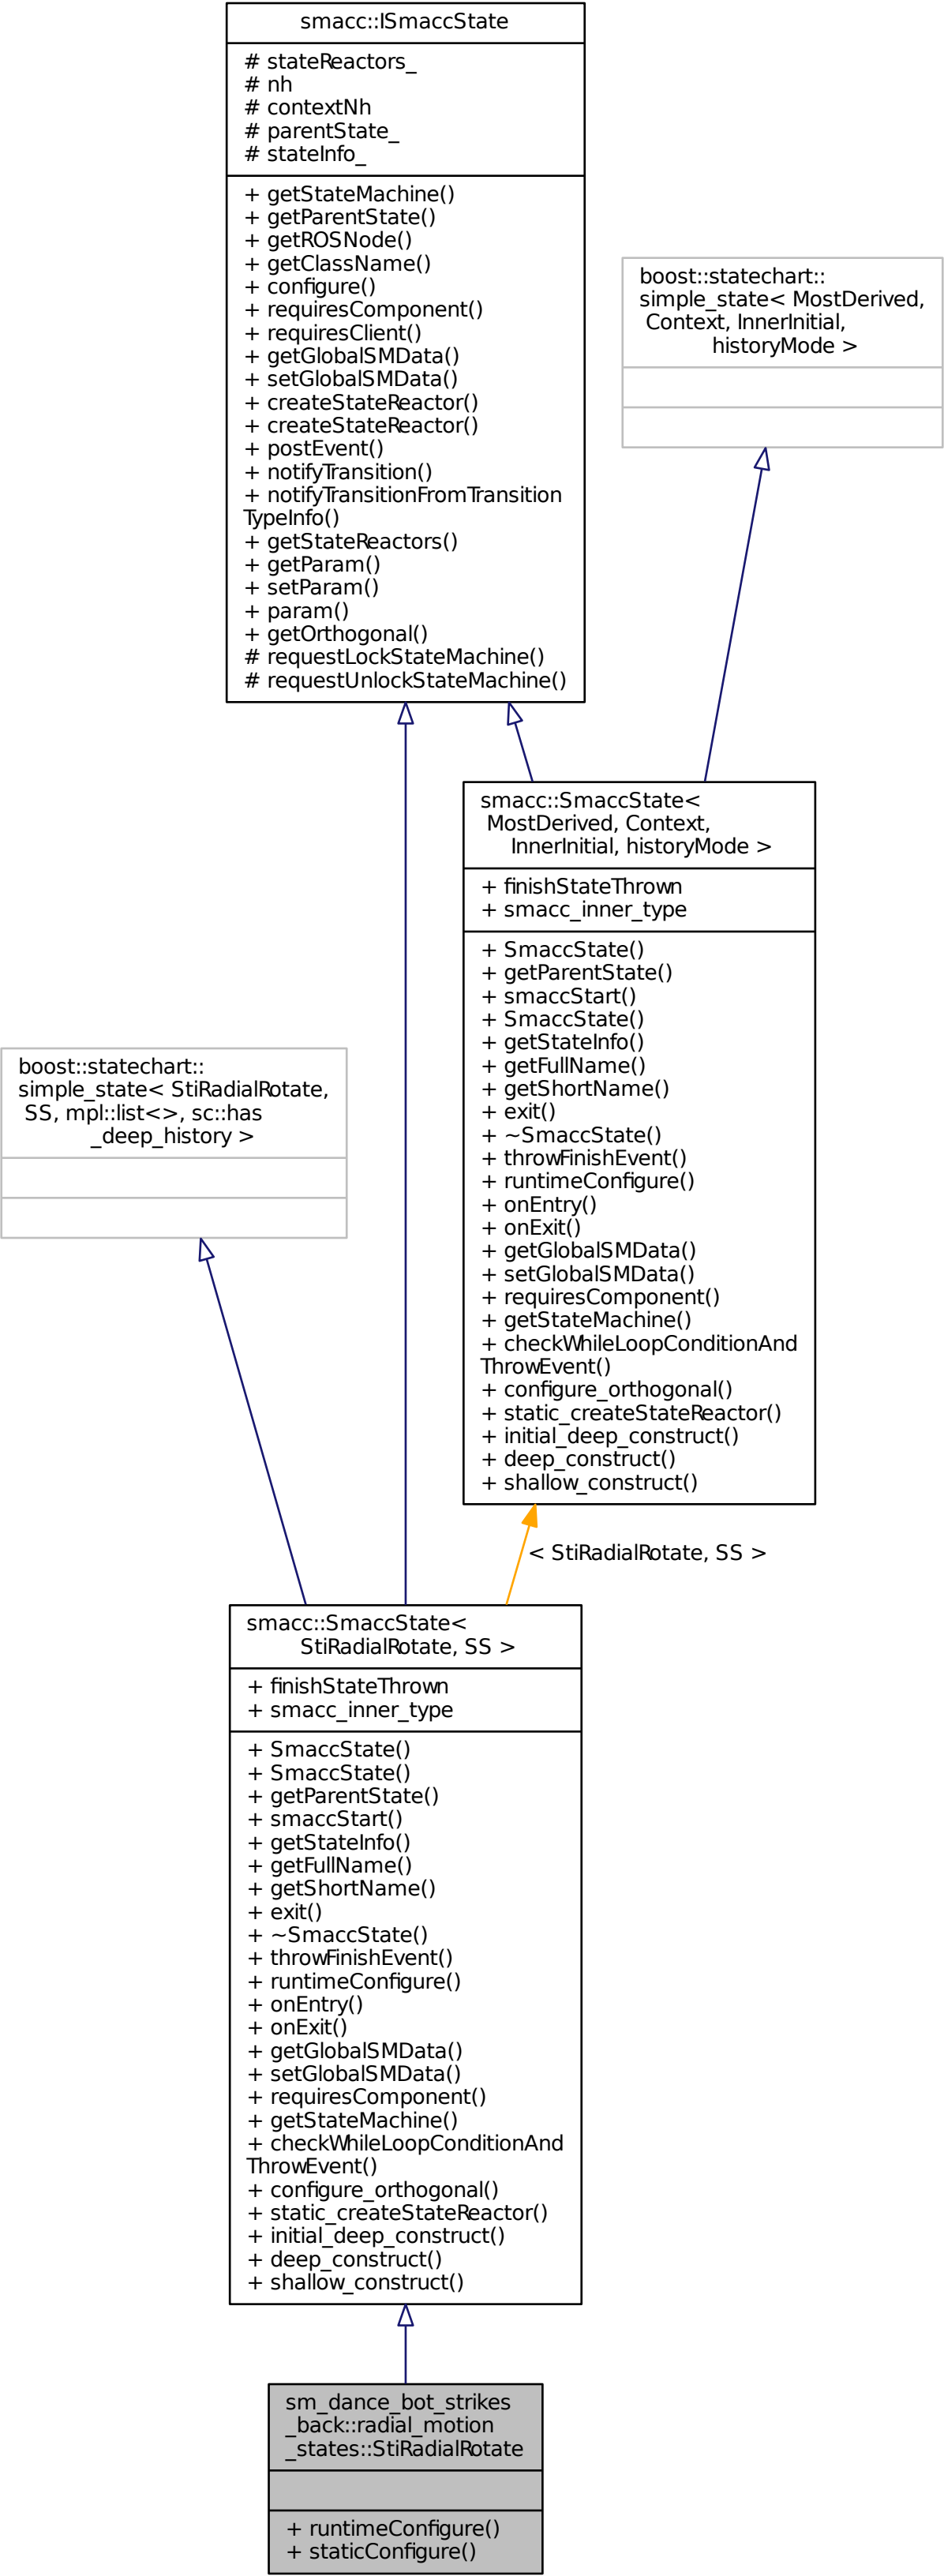 smacc::ISmaccState
# stateReactors_
# nh
# contextNh
# parentState_
# stateInfo_
+ getStateMachine()
+ getParentState()
+ getROSNode()
+ getClassName()
+ configure()
+ requiresComponent()
+ requiresClient()
+ getGlobalSMData()
+ setGlobalSMData()
+ createStateReactor()
+ createStateReactor()
+ postEvent()
+ notifyTransition()
+ notifyTransitionFromTransition
TypeInfo()
+ getStateReactors()
+ getParam()
+ setParam()
+ param()
+ getOrthogonal()
# requestLockStateMachine()
# requestUnlockStateMachine()
boost::statechart::
simple_state< MostDerived,
Context, InnerInitial,
historyMode >
smacc::SmaccState<
MostDerived, Context,
InnerInitial, historyMode >
+ finishStateThrown
+ smacc_inner_type
+ SmaccState()
+ getParentState()
+ smaccStart()
+ SmaccState()
+ getStateInfo()
+ getFullName()
+ getShortName()
+ exit()
+ ~SmaccState()
+ throwFinishEvent()
+ runtimeConfigure()
+ onEntry()
+ onExit()
+ getGlobalSMData()
+ setGlobalSMData()
+ requiresComponent()
+ getStateMachine()
+ checkWhileLoopConditionAnd
ThrowEvent()
+ configure_orthogonal()
+ static_createStateReactor()
+ initial_deep_construct()
+ deep_construct()
+ shallow_construct()
boost::statechart::
simple_state< StiRadialRotate,
SS, mpl::list<>, sc::has
_deep_history >
< StiRadialRotate, SS >
smacc::SmaccState<
StiRadialRotate, SS >
+ finishStateThrown
+ smacc_inner_type
+ SmaccState()
+ SmaccState()
+ getParentState()
+ smaccStart()
+ getStateInfo()
+ getFullName()
+ getShortName()
+ exit()
+ ~SmaccState()
+ throwFinishEvent()
+ runtimeConfigure()
+ onEntry()
+ onExit()
+ getGlobalSMData()
+ setGlobalSMData()
+ requiresComponent()
+ getStateMachine()
+ checkWhileLoopConditionAnd
ThrowEvent()
+ configure_orthogonal()
+ static_createStateReactor()
+ initial_deep_construct()
+ deep_construct()
+ shallow_construct()
sm_dance_bot_strikes
_back::radial_motion
_states::StiRadialRotate
+ runtimeConfigure()
+ staticConfigure()